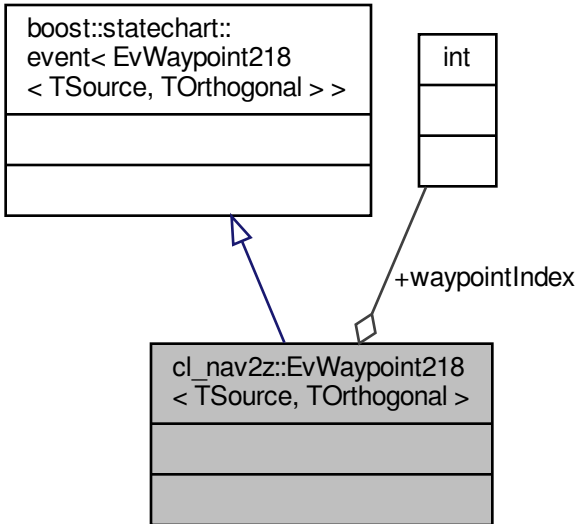 boost::statechart::
event< EvWaypoint218
< TSource, TOrthogonal > >
int
+waypointIndex
cl_nav2z::EvWaypoint218
< TSource, TOrthogonal >